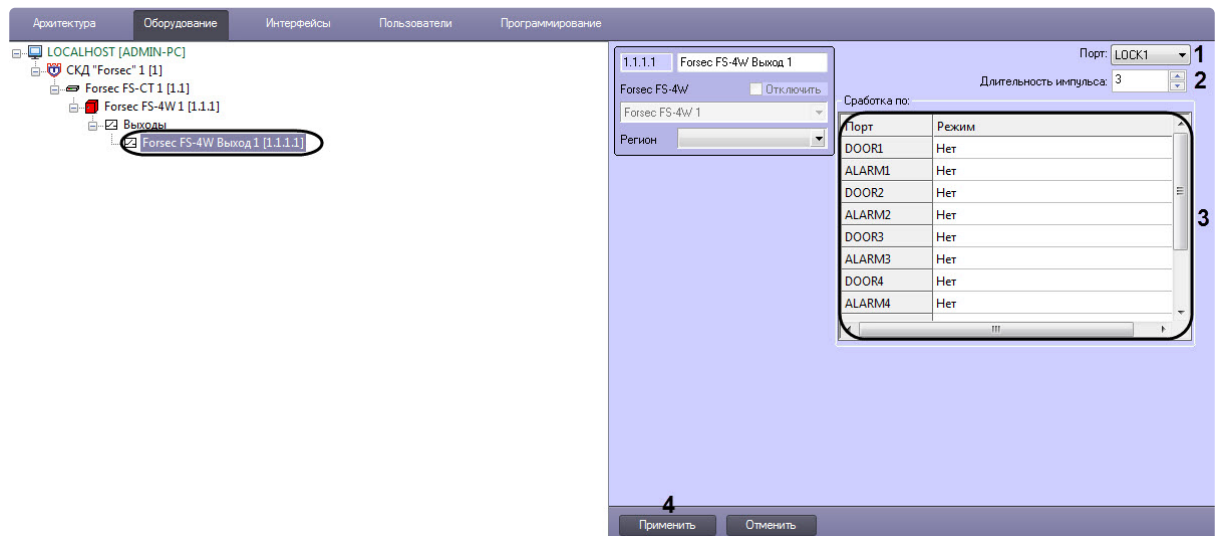 Архитектура Оборудование Интерфейсы Пользователи Программирование
LOCALHOST [ADMIN-PC]
СКД "Forsec" 1 [1]
Forsec FS-CT 1 [1.1]
Forsec FS-4W 1 [1.1.1]
Выходы
Forsec FS-4W Выход 1 [1.1.1.1]
1.1.1.1 Forsec FS-4W Выход 1
Forsec FS-4W Отключить
Forsec FS-4W 1
Регион
Порт: LOCK1 1
Длительность импульса: 3 2
Сработка по:
Порт Режим
DOOR1 Нет
ALARM1 Нет
DOOR2 Нет
ALARM2 Нет
3
DOOR3 Нет
ALARM3 Нет
DOOR4 Нет
ALARM4 Нет
4
Применить Отменить